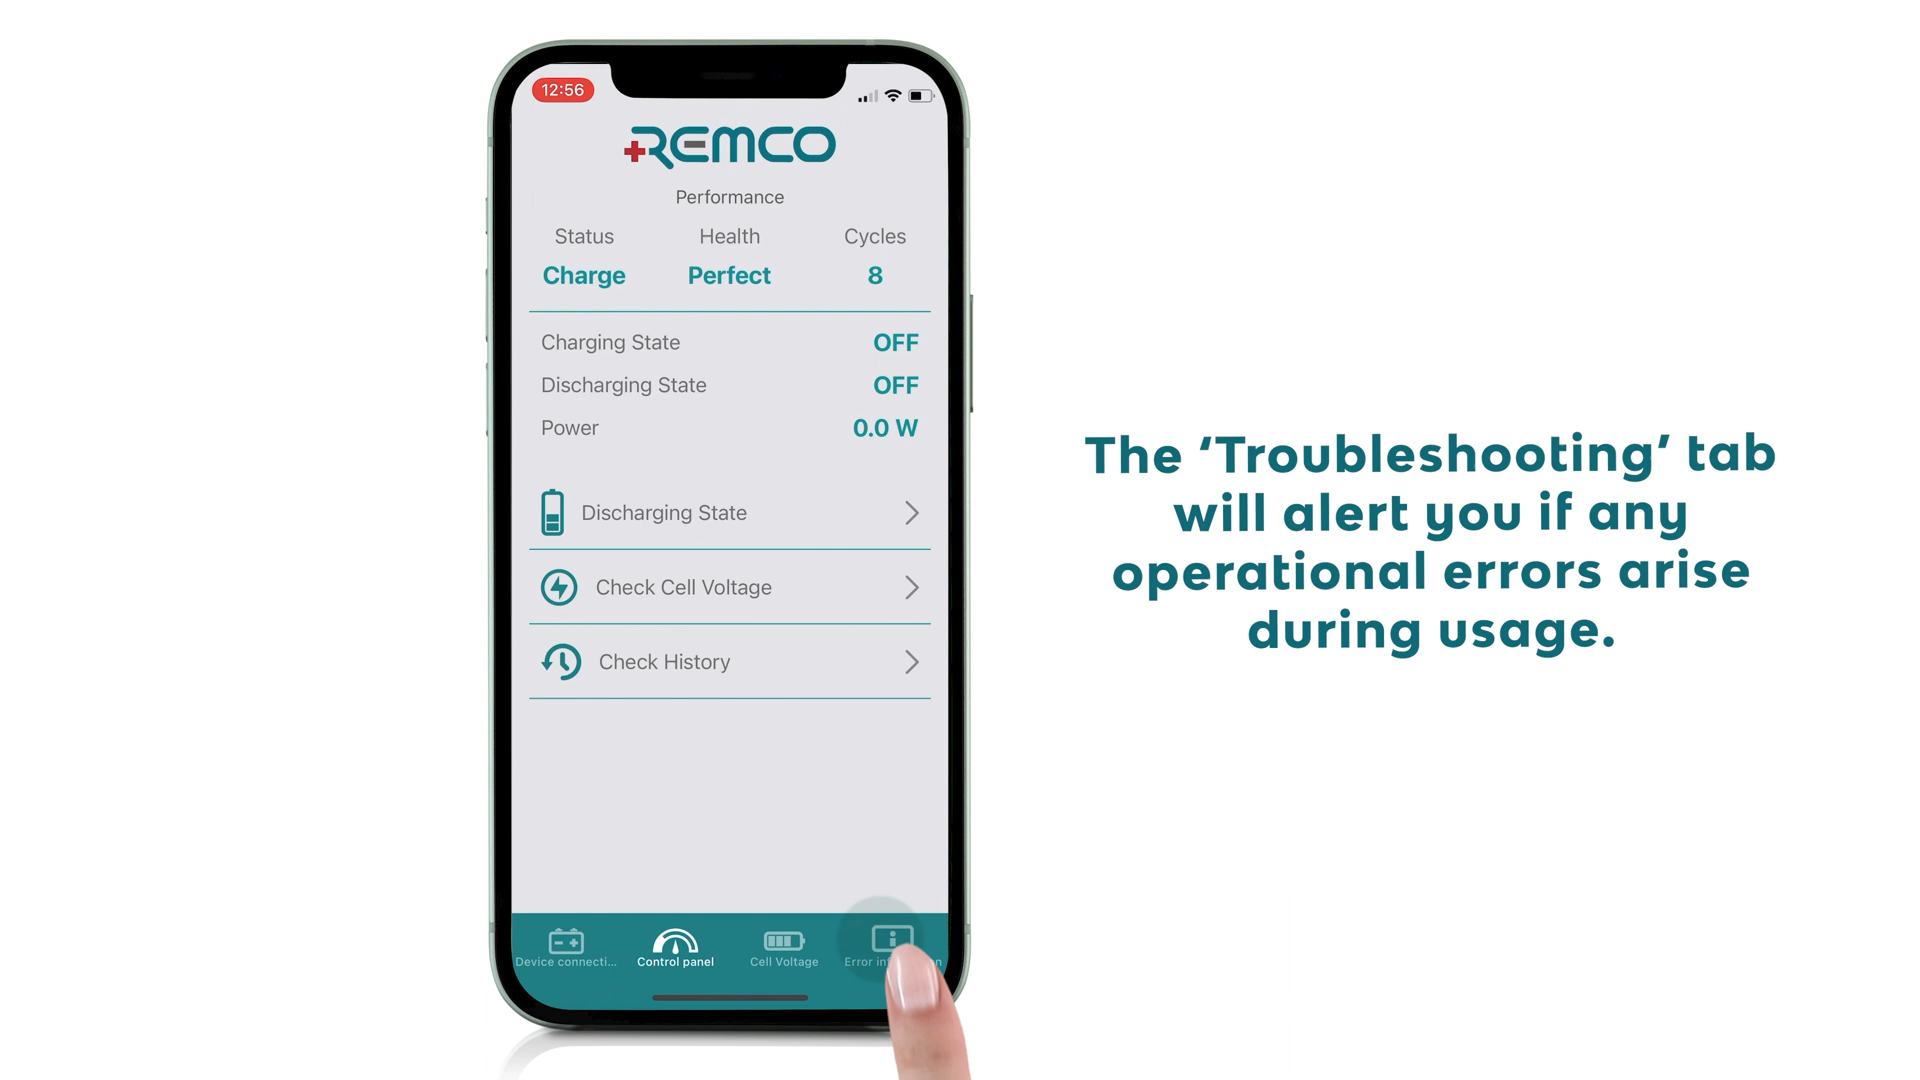 12:56
REMCO
Performance
Status Health Cycles
Charge Perfect 8
Charging State OFF
Discharging State OFF
Power 0.0 W
Discharging State
Check Cell Voltage
Check History
Device connecti... Control panel Cell Voltage Error
The ‘Troubleshooting’ tab
will alert you if any
operational errors arise
during usage.